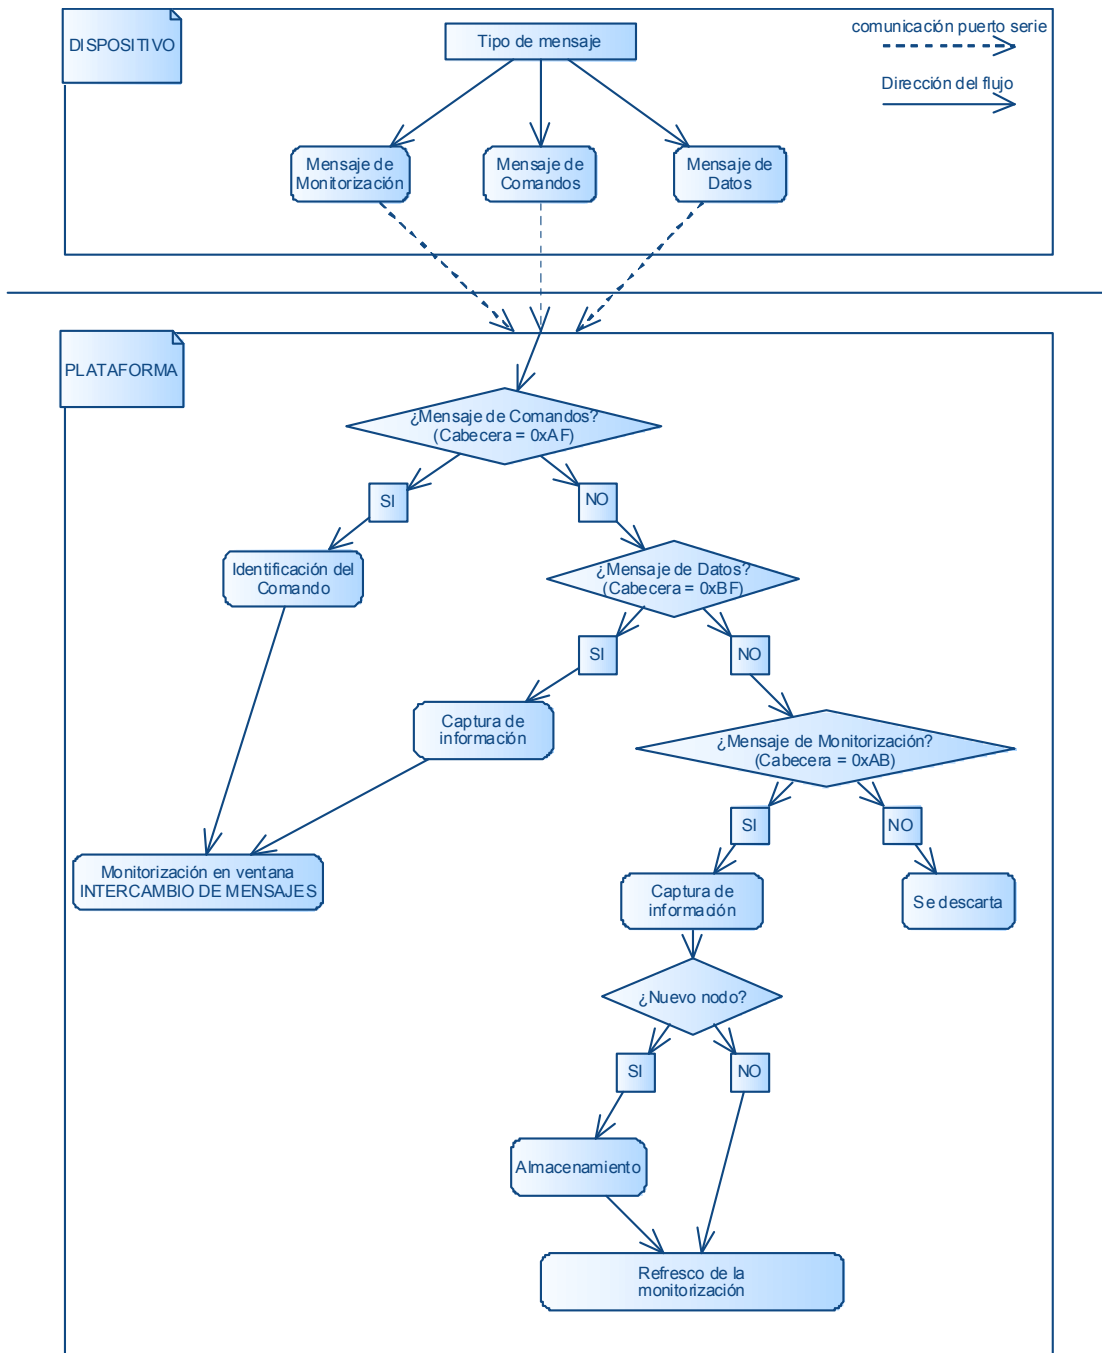 DISPOSITIVO
Tipo de mensaje
comunicación puerto serie
Dirección del flujo
Mensaje de
Monitorización
Mensaje de
Comandos
Mensaje de
Datos
PLATAFORMA
¿Mensaje de Comandos?
(Cabecera = 0xAF)
SI
NO
Identificación del
Comando
¿Mensaje de Datos?
(Cabecera = 0xBF)
SI
NO
Captura de
información
¿Mensaje de Monitorización?
(Cabecera = 0xAB)
SI
NO
Monitorización en ventana
INTERCAMBIO DE MENSAJES
Captura de
información
Se descarta
¿Nuevo nodo?
SI
NO
Almacenamiento
Refresco de la
monitorización